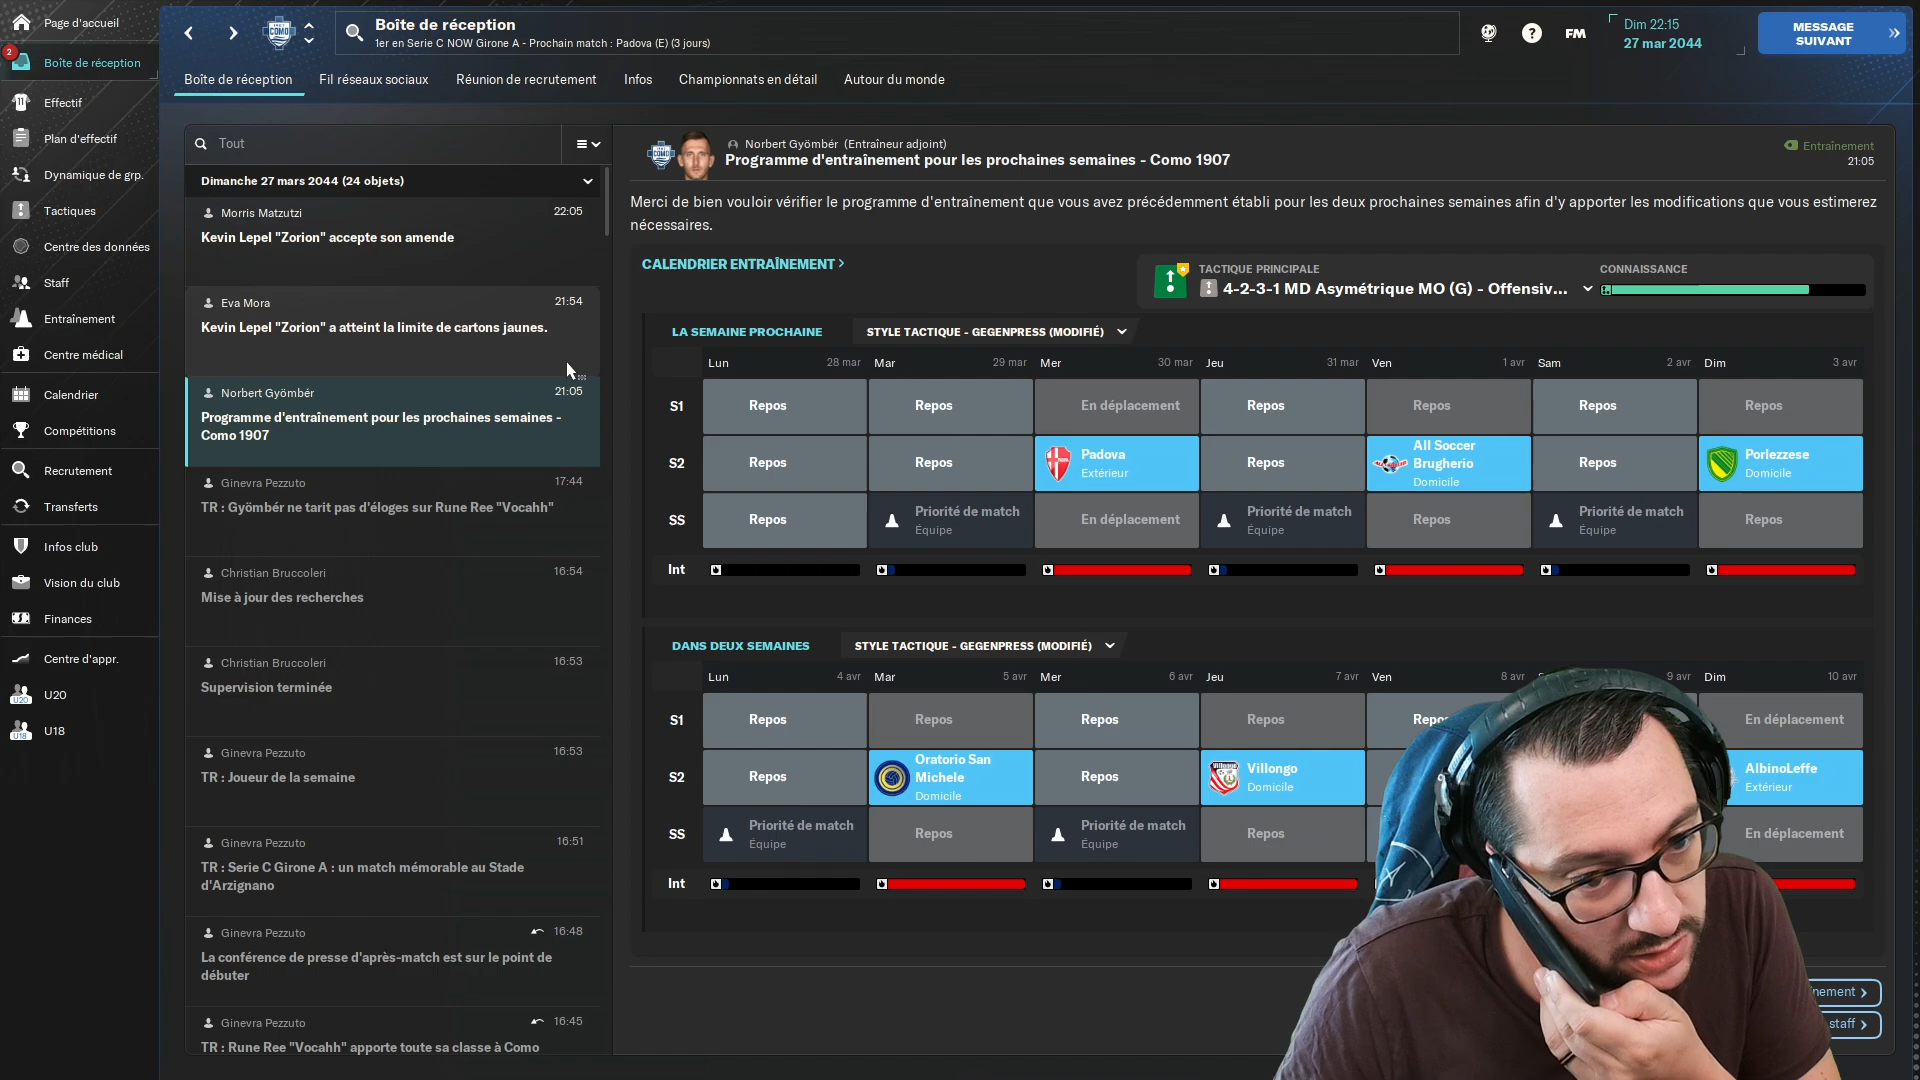 Page d'accueil
2
Boîte de réception
Effectif
Plan d'effectif
Dynamique de grp.
Tactiques
Centre des données
Staff
Entraînement
Centre médical
Calendrier
Compétitions
Recrutement
Transferts
Infos club
Vision du club
Finances
Centre d'appr.
U20
U18
COMO
Boîte de réception
1er en Serie C NOW Girone A - Prochain match : Padova (E) (3 jours)
FM
Dim 22:15
27 mar 2044
MESSAGE SUIVANT
Boîte de réception
Fil réseaux sociaux
Réunion de recrutement
Infos
Championnats en détail
Autour du monde
Tout
Dimanche 27 mars 2044 (24 objets)
Morris Matzutzi 22:05
Kevin Lepel "Zorion" accepte son amende
Eva Mora 21:54
Kevin Lepel "Zorion" a atteint la limite de cartons jaunes.
Norbert Gyömbér 21:05
Programme d'entraînement pour les prochaines semaines -
Como 1907
Ginevra Pezzuto 17:44
TR : Gyömbér ne tarit pas d'éloges sur Rune Ree "Vocahh"
Christian Bruccoleri 16:54
Mise à jour des recherches
Christian Bruccoleri 16:53
Supervision terminée
Ginevra Pezzuto 16:53
TR : Joueur de la semaine
Ginevra Pezzuto 16:51
TR : Serie C Girone A : un match mémorable au Stade
d'Arzignano
Ginevra Pezzuto 16:48
La conférence de presse d'après-match est sur le point de
débuter
Ginevra Pezzuto 16:45
TR : Rune Ree "Vocahh" apporte toute sa classe à Como
Norbert Gyömbér (Entraîneur adjoint)
Programme d'entraînement pour les prochaines semaines - Como 1907
Entraînement
21:05
Merci de bien vouloir vérifier le programme d'entraînement que vous avez précédemment établi pour les deux prochaines semaines afin d'y apporter les modifications que vous estimerez
nécessaires.
CALENDRIER ENTRAÎNEMENT
TACTIQUE PRINCIPALE
4-2-3-1 MD Asymétrique MO (G) - Offensiv...
CONNAISSANCE
LA SEMAINE PROCHAINE
STYLE TACTIQUE - GEGENPRESS (MODIFIÉ)
Lun 28 mar Mar 29 mar Mer 30 mar Jeu 31 mar Ven 1 avr Sam 2 avr Dim 3 avr
S1 Repos Repos En déplacement Repos Repos Repos Repos
S2 Repos Repos Padova Extérieur Repos All Soccer Brugherio Domicile Repos Porlezzese Domicile
SS Repos Priorité de match Équipe En déplacement Priorité de match Équipe Repos Priorité de match Équipe Repos
Int
DANS DEUX SEMAINES
STYLE TACTIQUE - GEGENPRESS (MODIFIÉ)
Lun 4 avr Mar 5 avr Mer 6 avr Jeu 7 avr Ven 8 avr 9 avr Dim 10 avr
S1 Repos Repos Repos Repos En déplacement
S2 Repos Oratorio San Michele Domicile Repos Villongo Domicile AlbinoLeffe Extérieur
SS Priorité de match Équipe Repos Priorité de match Équipe Repos En déplacement
Int
staff